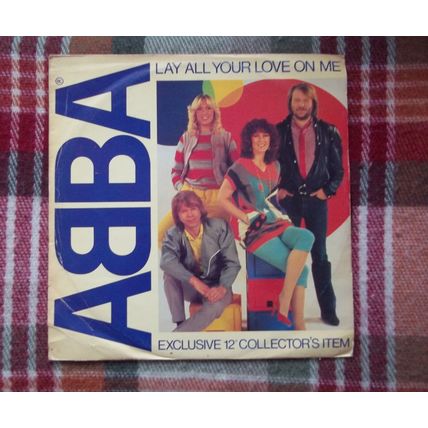 LAY ALL YOUR LOVE ON ME
ABBA
®
EXCLUSIVE 12" COLLECTOR'S ITEM